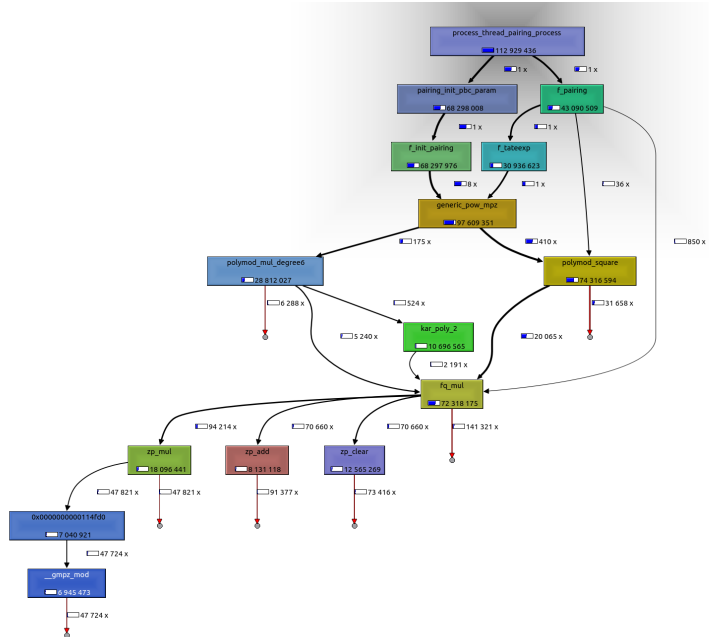 process_thread_pairing_process
112 929 436
1 x
1 x
pairing_init_pbc_param
68 298 008
f_pairing
43 090 509
1 x
1 x
f_init_pairing
68 297 976
f_tateexp
30 936 623
8 x
1 x
36 x
generic_pow_mpz
97 609 351
175 x
410 x
850 x
polymod_mul_degree6
28 812 027
polymod_square
74 316 594
6 288 x
524 x
31 658 x
kar_poly_2
10 696 565
5 240 x
20 065 x
2 191 x
fq_mul
72 318 175
94 214 x
70 660 x
70 660 x
141 321 x
zp_mul
18 096 441
zp_add
8 131 118
zp_clear
12 565 269
47 821 x
47 821 x
91 377 x
73 416 x
0x0000000000114fd0
7 040 921
47 724 x
__gmpz_mod
6 945 473
47 724 x